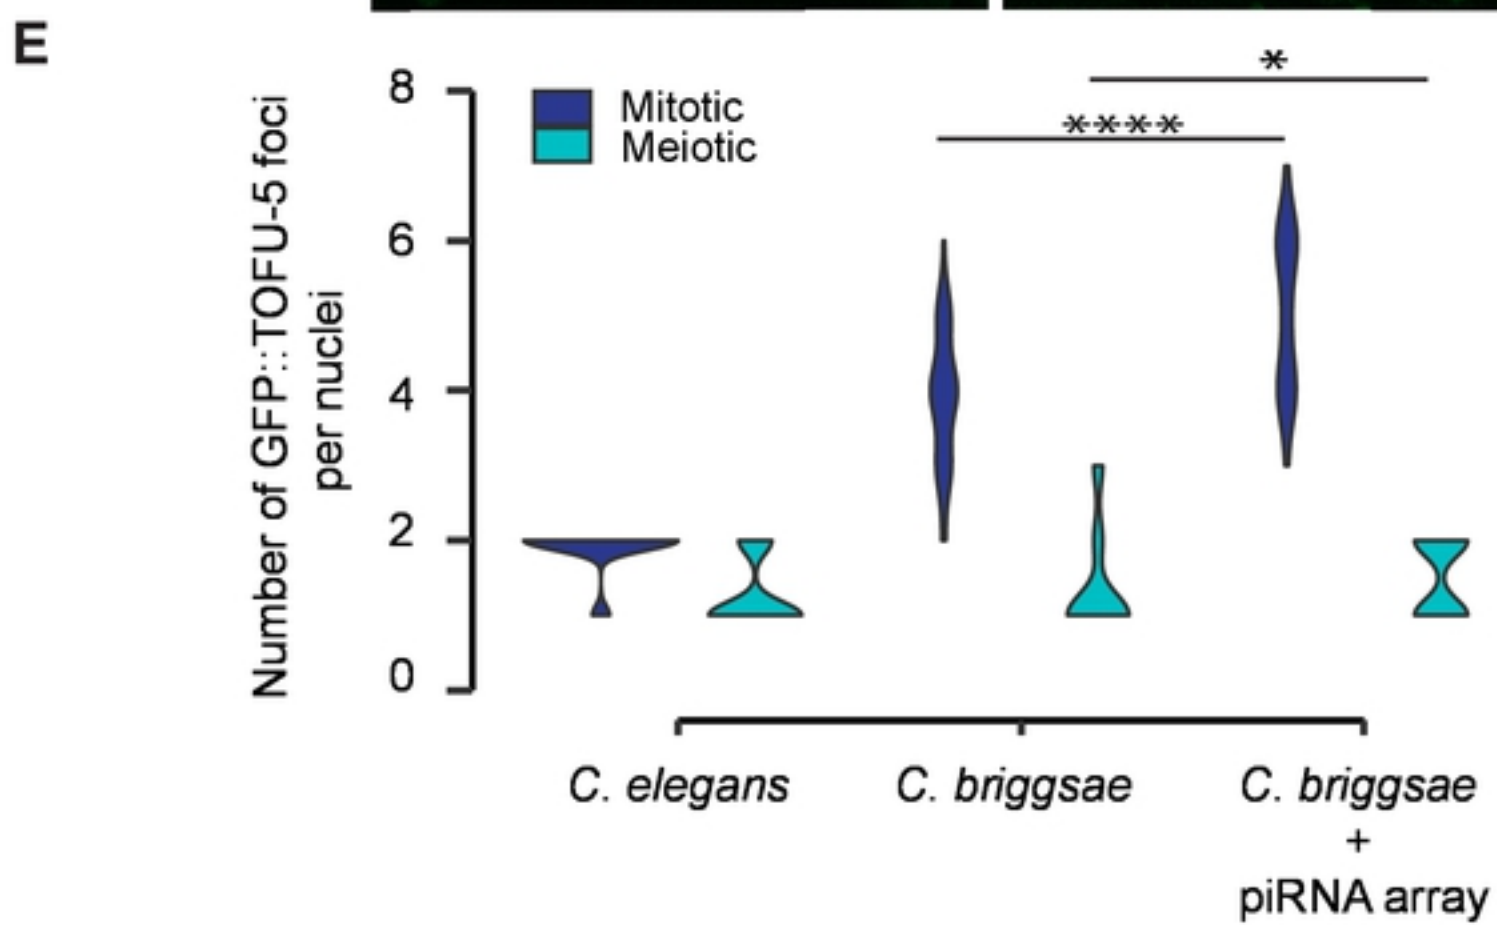 E
Number of GFP::TOFU-5 foci
per nuclei
8
6
4
2
0
Mitotic
Meiotic
*
****
C. elegans
C. briggsae
C. briggsae
+
piRNA array